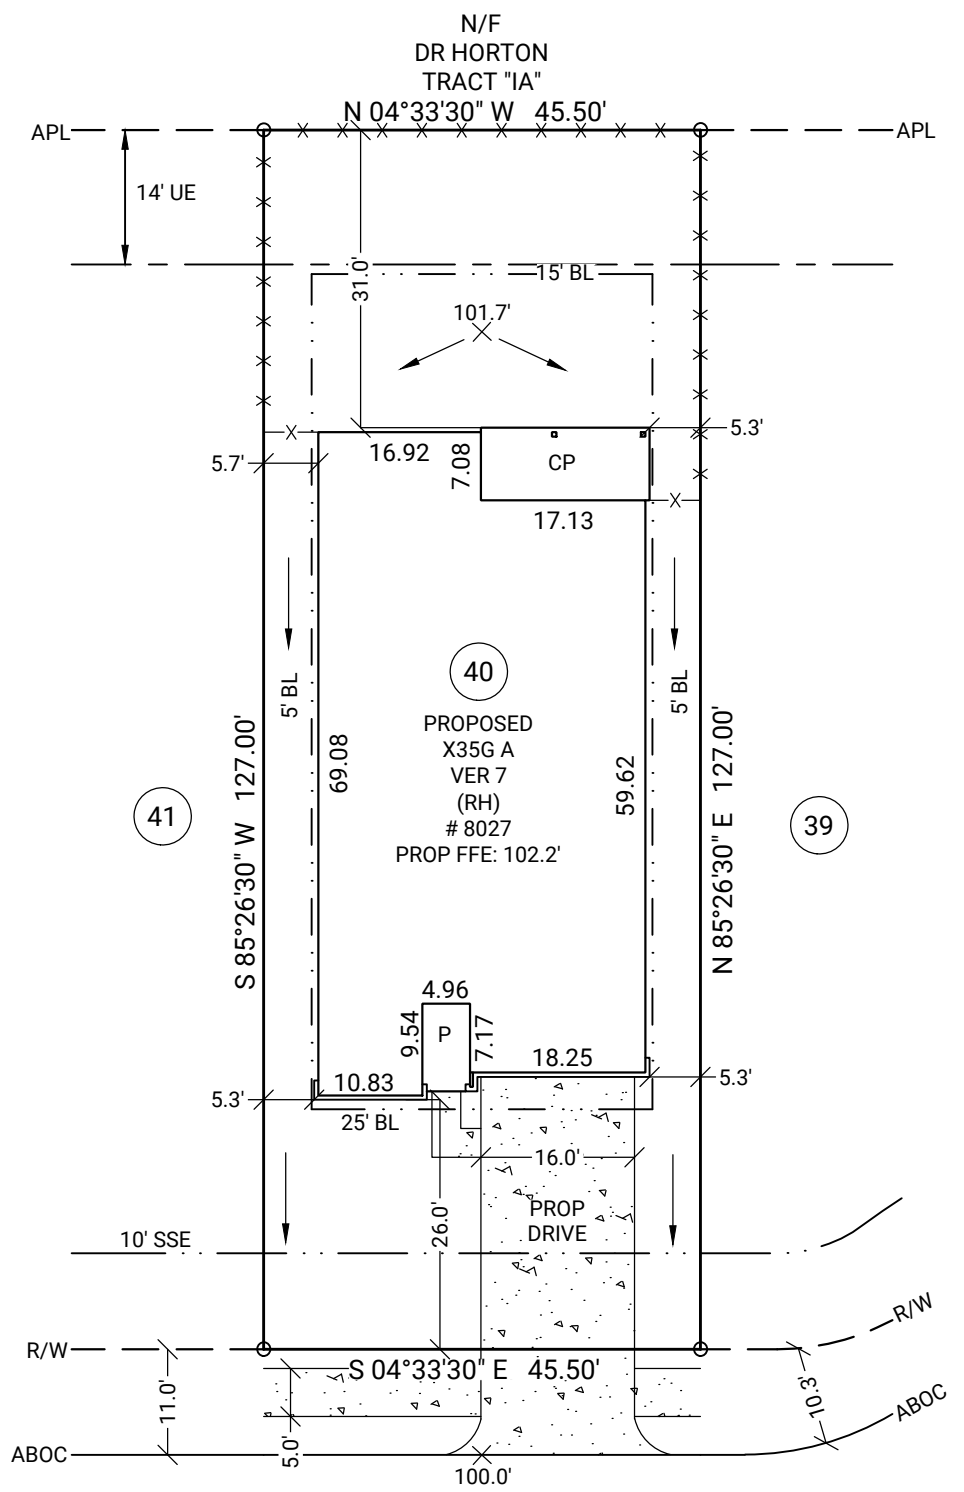 N/F
DR HORTON
TRACT "IA"
N 04°33'30" W 45.50'
APL
APL
14' UE
15' BL
31.0'
101.7'
5.3'
16.92
7.08
CP
5.7'
17.13
40
5' BL
5' BL
PROPOSED
X35G A
VER 7
(RH)
# 8027
PROP FFE: 102.2'
69.08
59.62
S 85°26'30" W 127.00'
N 85°26'30" E 127.00'
41
39
4.96
9.54
P
7.17
18.25
10.83
5.3'
5.3'
25' BL
16.0'
PROP
DRIVE
26.0'
10' SSE
R/W
R/W
S 04°33'30" E 45.50'
11.0'
10.3'
5.0'
ABOC
ABOC
100.0'